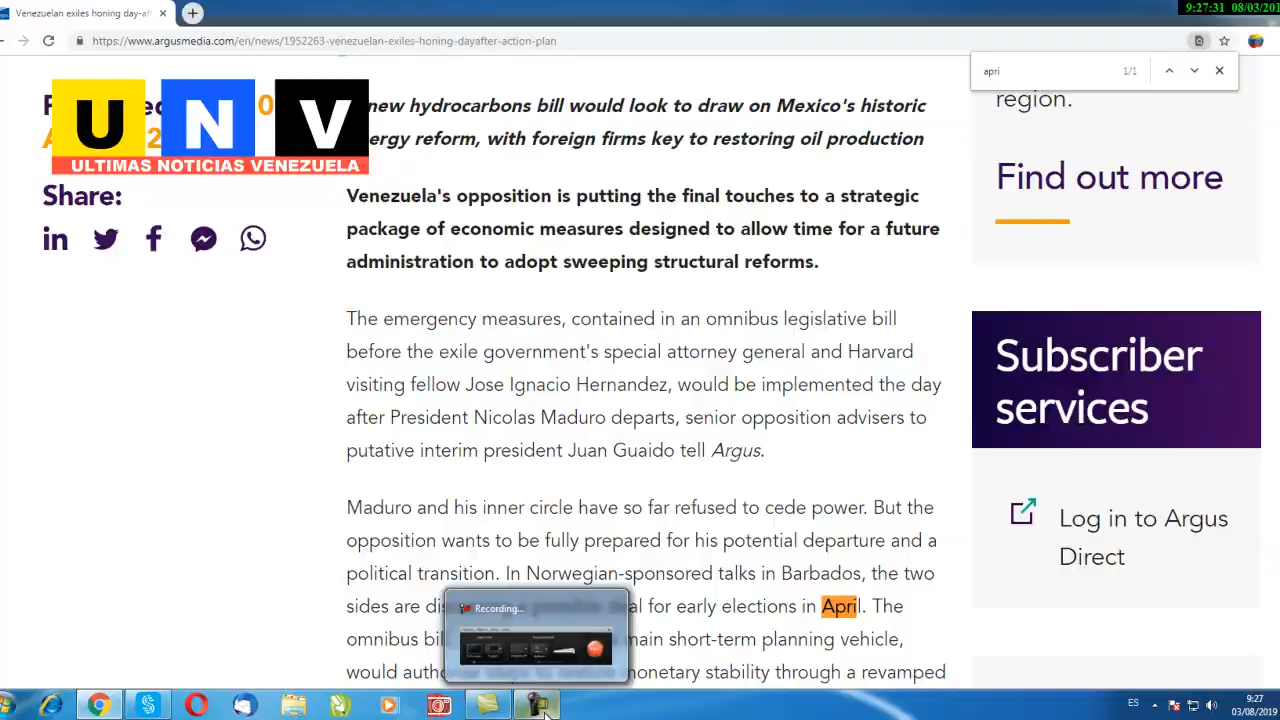 9:27:31 08/03/201
Venezuelan exiles honing day-aft
https://www.argusmedia.com/en/news/1952263-venezuelan-exiles-honing-dayafter-action-plan
apri 1/1
new hydrocarbons bill would look to draw on Mexico's historic
ergy reform, with foreign firms key to restoring oil production
U N V
ULTIMAS NOTICIAS VENEZUELA
Share:
Venezuela's opposition is putting the final touches to a strategic
package of economic measures designed to allow time for a future
administration to adopt sweeping structural reforms.
The emergency measures, contained in an omnibus legislative bill
before the exile government's special attorney general and Harvard
visiting fellow Jose Ignacio Hernandez, would be implemented the day
after President Nicolas Maduro departs, senior opposition advisers to
putative interim president Juan Guaido tell Argus.
Maduro and his inner circle have so far refused to cede power. But the
opposition wants to be fully prepared for his potential departure and a
political transition. In Norwegian-sponsored talks in Barbados, the two
sides are for early elections in April. The
omnibus main short-term planning vehicle,
would monetary stability through a revamped
region.
Find out more
Subscriber
services
Log in to Argus
Direct
Recording...
ES
9:27
03/08/2019